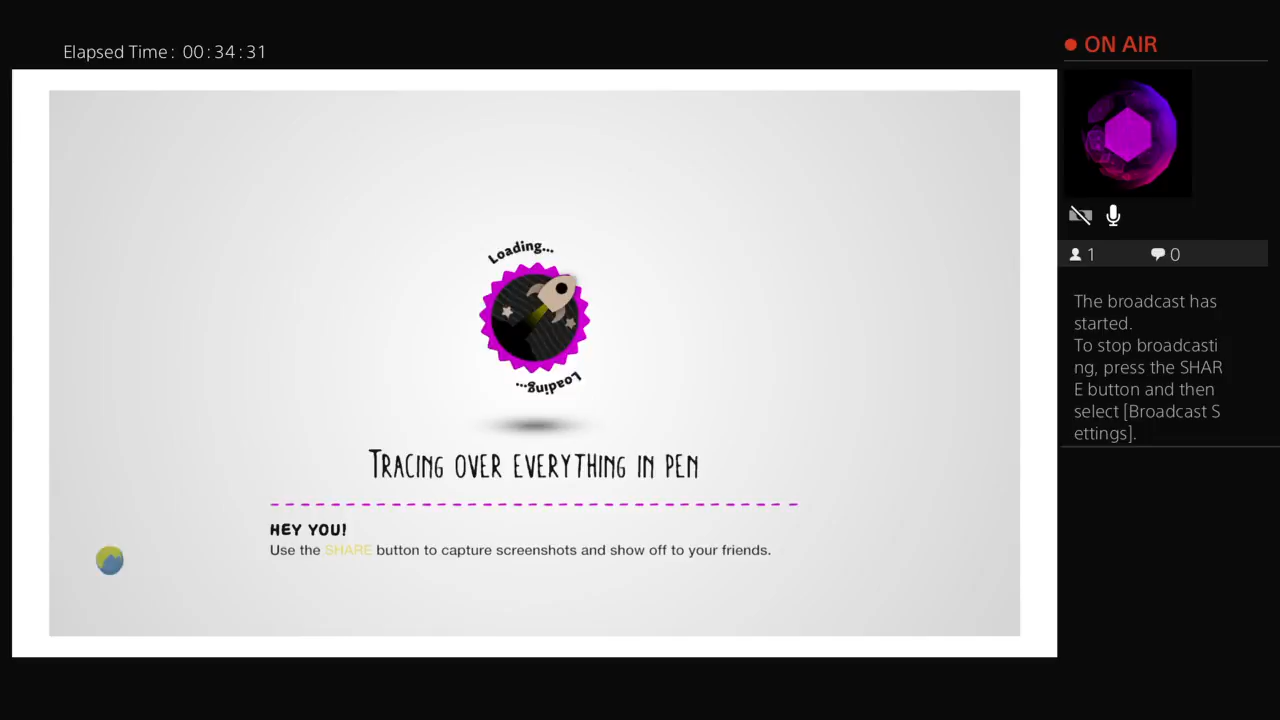 Elapsed Time: 00:34:31
ON AIR
1
0
The broadcast has
started.
To stop broadcasti
ng, press the SHAR
E button and then
select [Broadcast S
ettings].
Loading...
Loading...
TRACING OVER EVERYTHING IN PEN
HEY YOU!
Use the SHARE button to capture screenshots and show off to your friends.